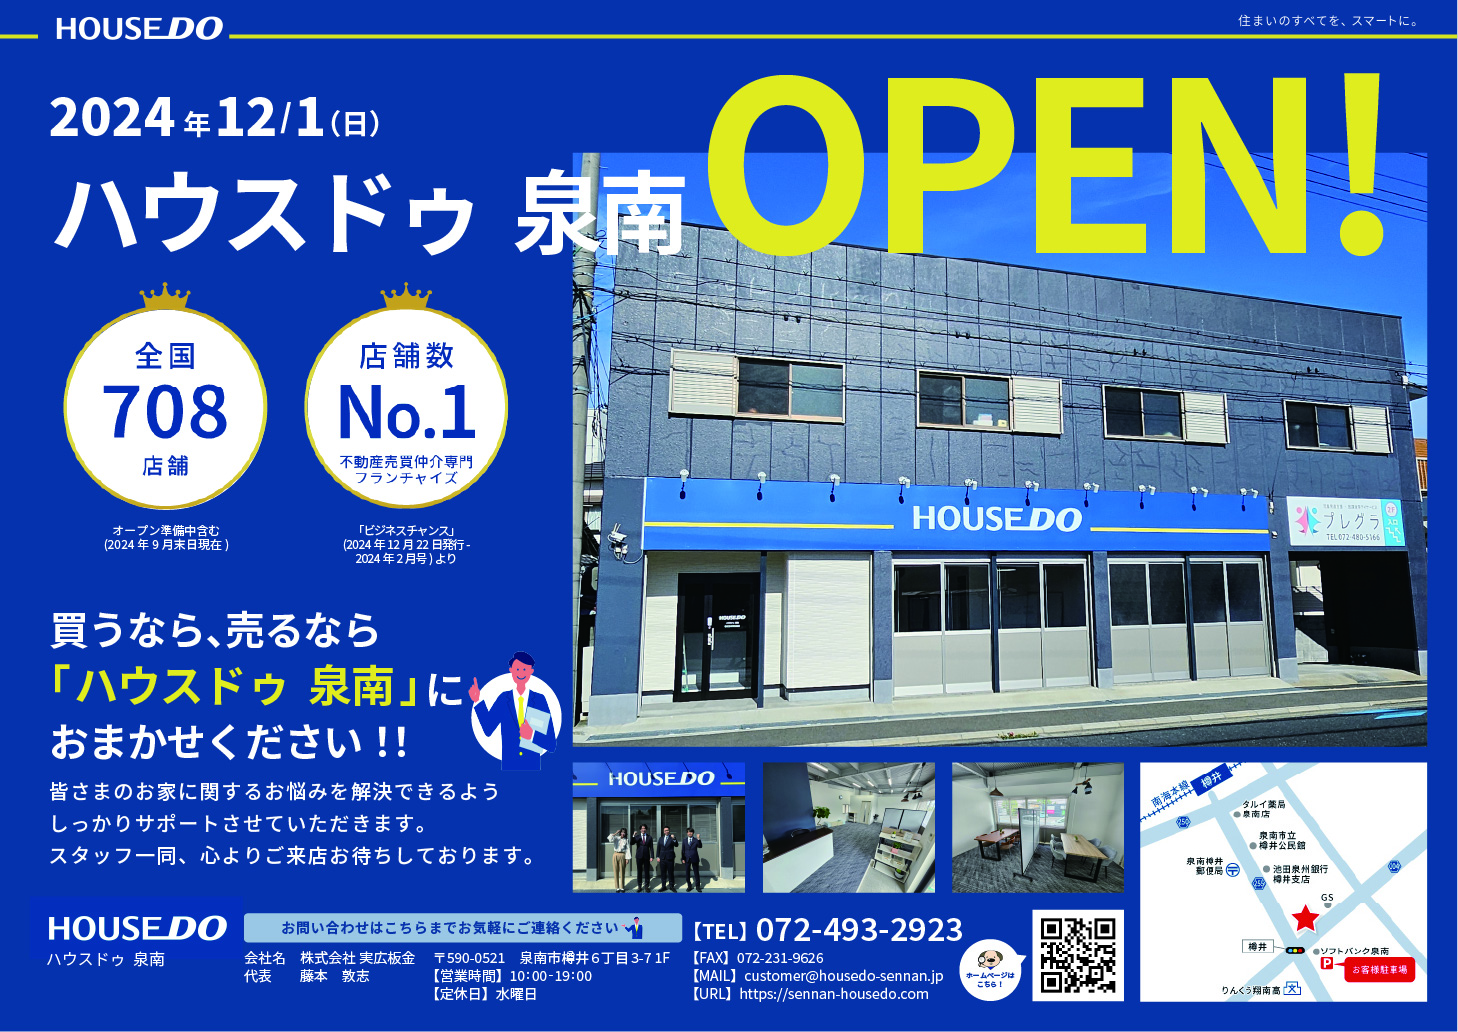 HOUSEDO
住まいのすべてを、スマートに。
2024年12/1(日)
ハウスドゥ 泉南
OPEN!
全国
708
店舗
オープン準備中含む
(2024年9月末日現在)
店舗数
No.1
不動産売買仲介専門
フランチャイズ
「ビジネスチャンス」
(2024年12月22日発行-
2024年2月号)より
HOUSEDO
プレグラ
TEL072-480-5166
2F
入口
HOUSEDO
買うなら、売るなら
「ハウスドゥ 泉南」に
おまかせください!!
皆さまのお家に関するお悩みを解決できるよう
しっかりサポートさせていただきます。
スタッフ一同、心よりご来店お待ちしております。
HOUSEDO
南海本線
樽井
250
タルイ薬局
泉南店
泉南市立
樽井公民館
泉南樽井
郵便局
池田泉州銀行
樽井支店
GS
樽井
ソフトバンク泉南
P
お客様駐車場
りんくう翔南高
文
HOUSEDO
ハウスドゥ 泉南
お問い合わせはこちらまでお気軽にご連絡ください
会社名 株式会社 実広板金
代表 藤本 敦志
〒590-0521 泉南市樽井6丁目3-7 1F
【営業時間】10:00-19:00
【定休日】水曜日
【TEL】072-493-2923
【FAX】072-231-9626
【MAIL】customer@housedo-sennan.jp
【URL】https://sennan-housedo.com
ホームページは
こちら!